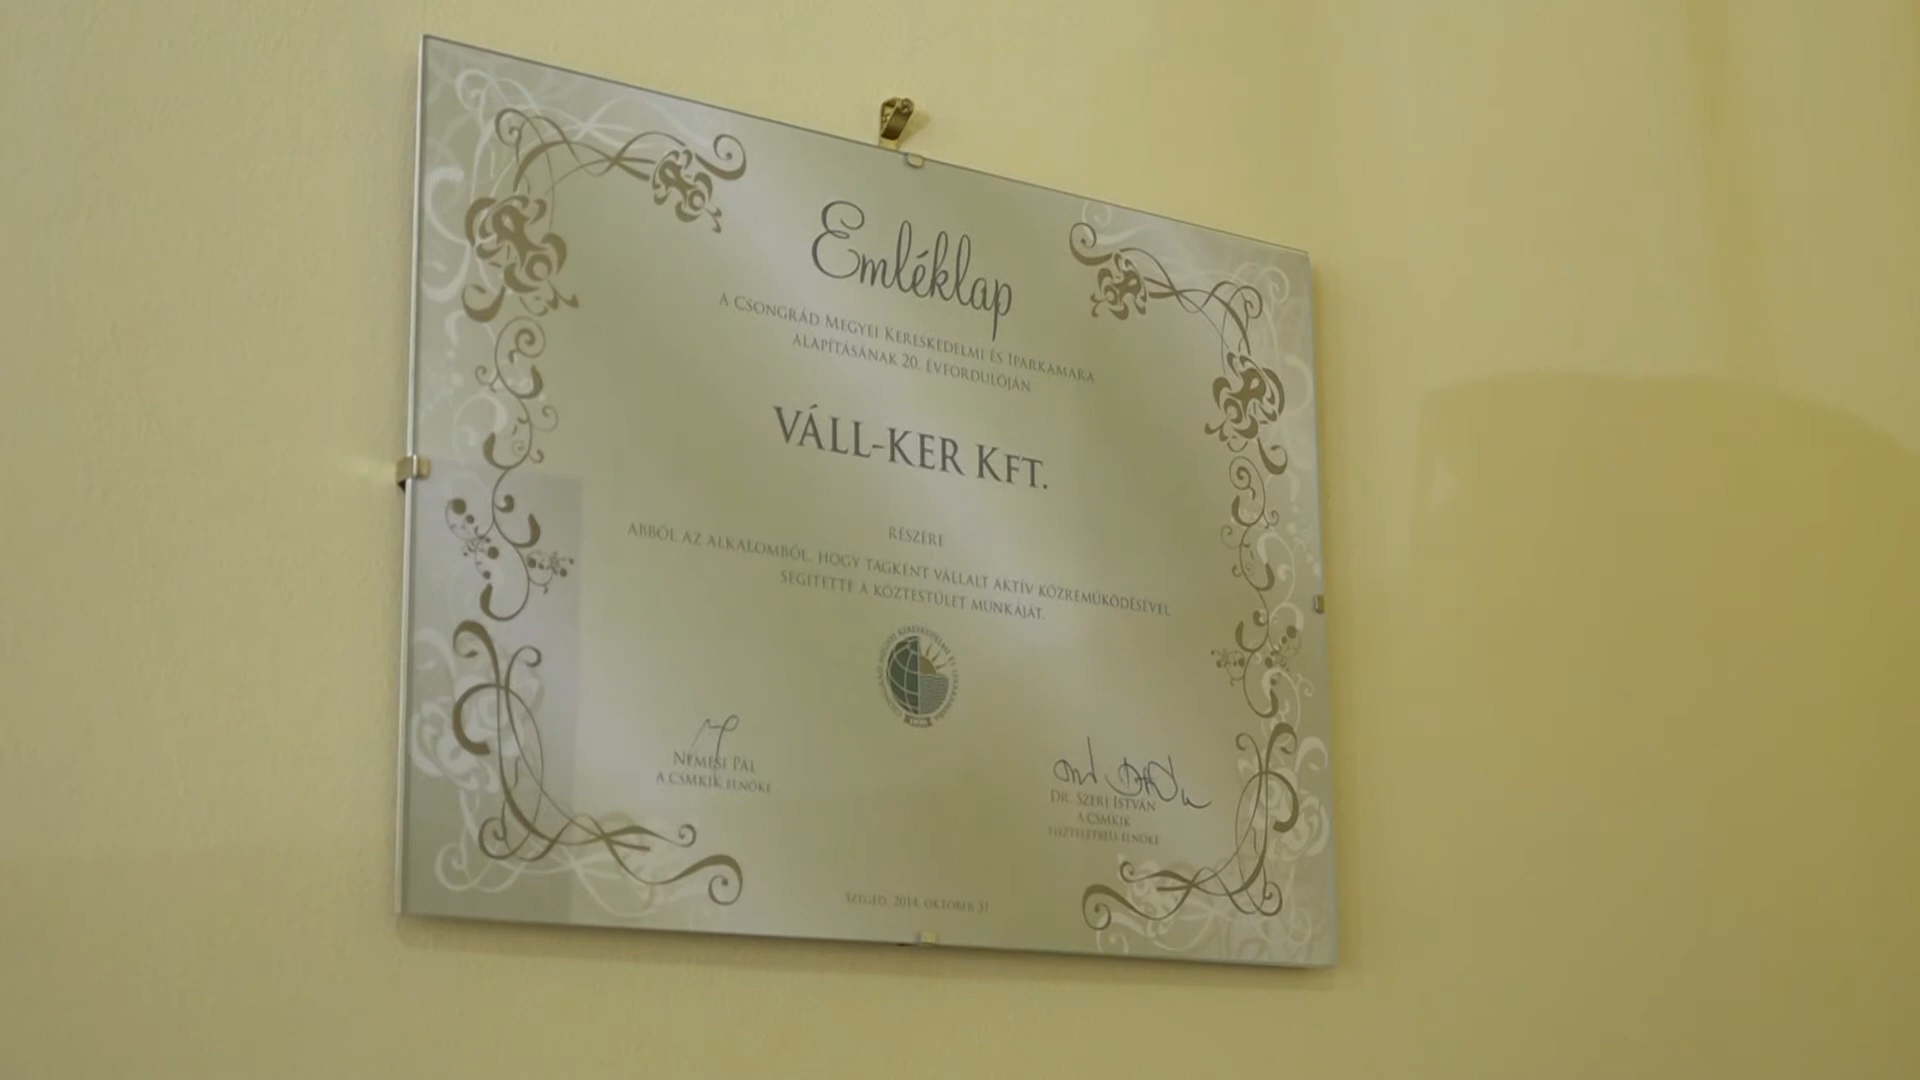 Emléklap
A Csongrád Megyei Kereskedelmi és Iparkamara
alapításának 20. évfordulóján
VÁLL-KER KFT.
részére
abból az alkalomból, hogy tagként vállalt aktív közreműködésével
segítette a köztestület munkáját.
Nemesi Pál
a CSMKIK elnöke
Dr. Szeri István
a CSMKIK
tiszteletbeli elnöke
Szeged, 2014. október 31.